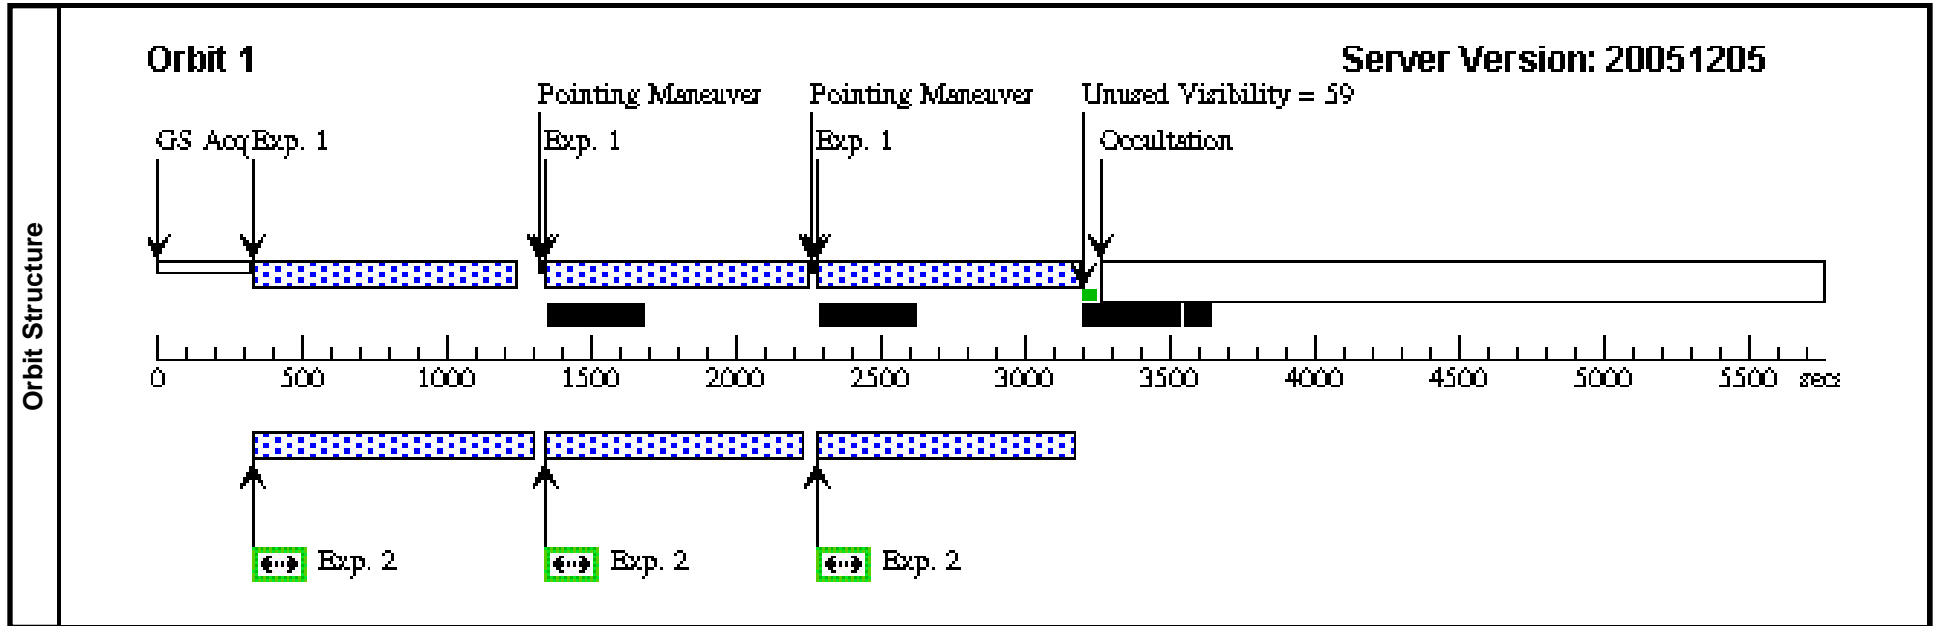 Orbit Structure
Orbit 1
Server Version: 20051205
Pointing Maneuver
Pointing Maneuver
Unused Visibility = 59
GS Acq
Exp. 1
Exp. 1
Exp. 1
Occultation
0 500 1000 1500 2000 2500 3000 3500 4000 4500 5000 5500 secs
Exp. 2
Exp. 2
Exp. 2